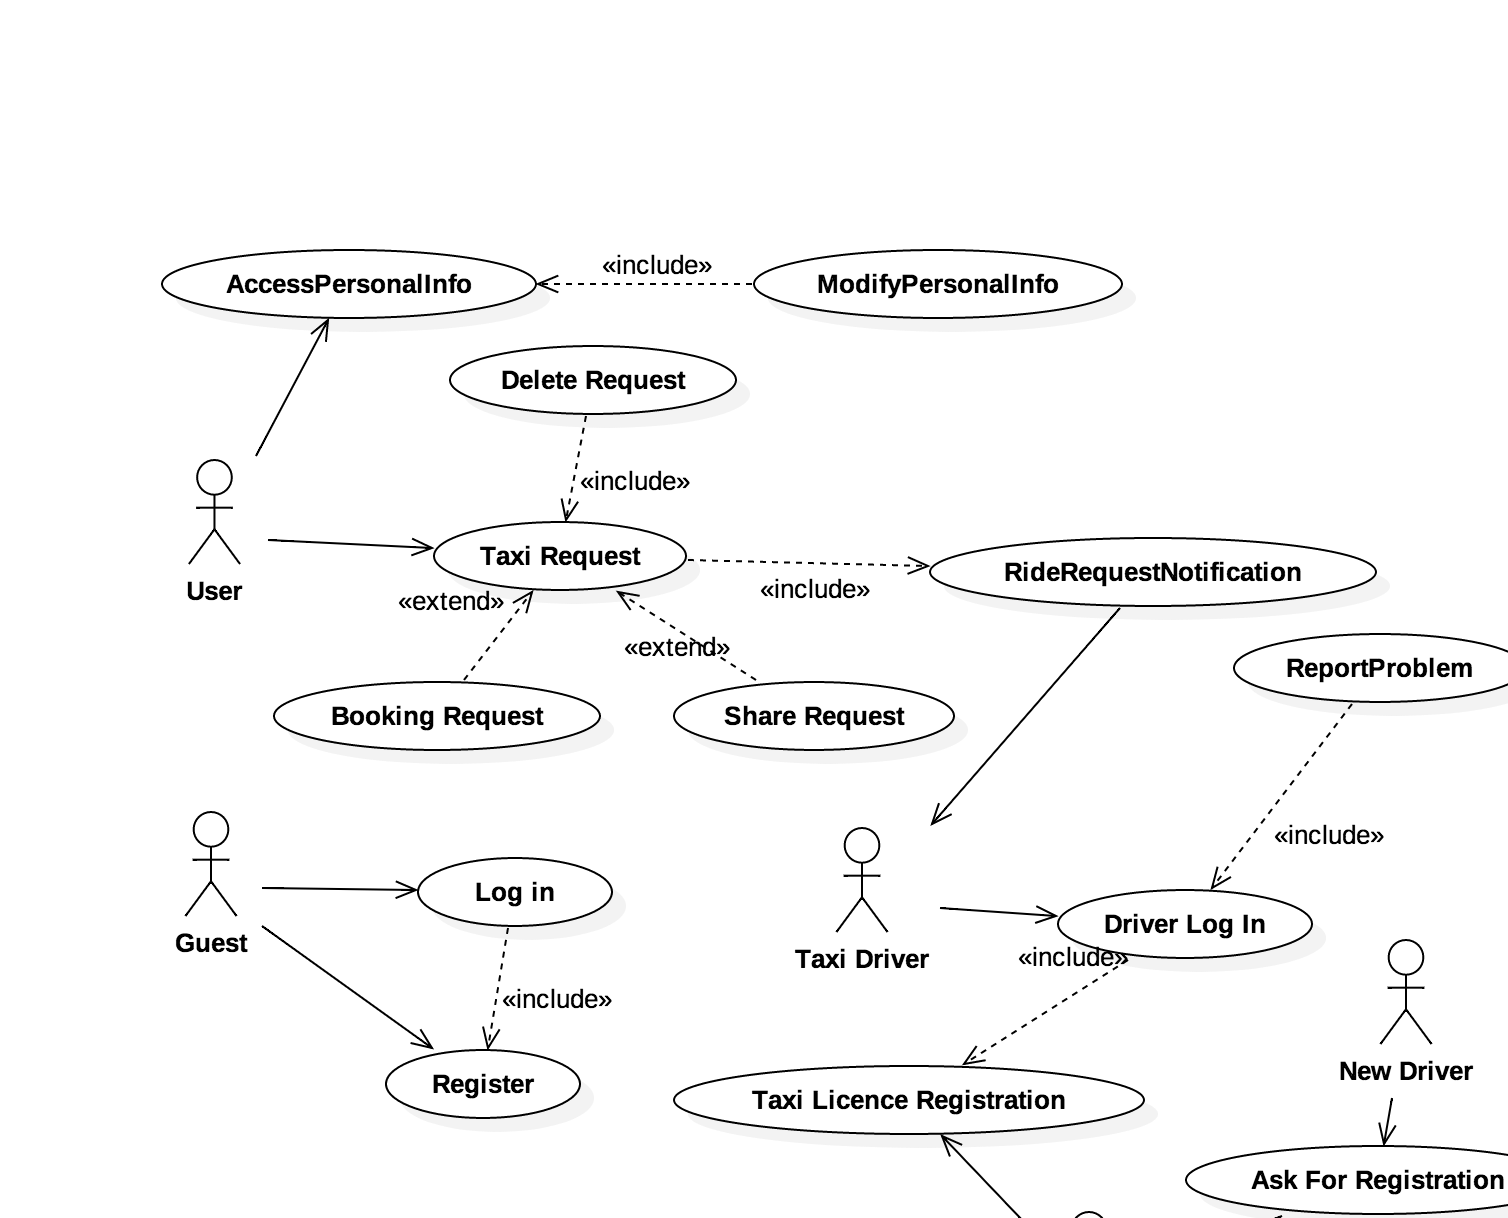 AccessPersonalInfo
«include»
ModifyPersonalInfo
Delete Request
«include»
User
Taxi Request
«include»
RideRequestNotification
«extend»
«extend»
ReportProblem
Booking Request
Share Request
«include»
Guest
Log in
Taxi Driver
Driver Log In
«include»
«include»
New Driver
Register
Taxi Licence Registration
Ask For Registration